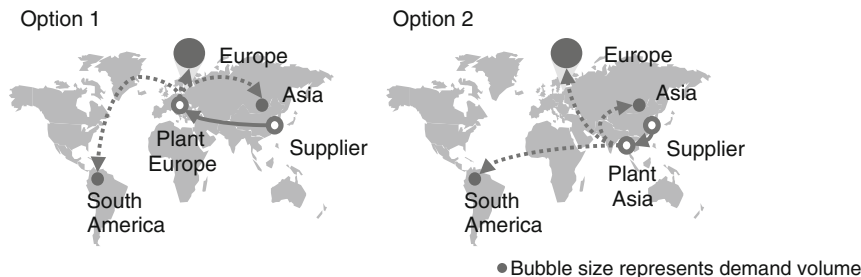 Option 1
Europe
Asia
Plant
Europe
Supplier
South
America
Option 2
Europe
Asia
Supplier
Plant
Asia
South
America
Bubble size represents demand volume